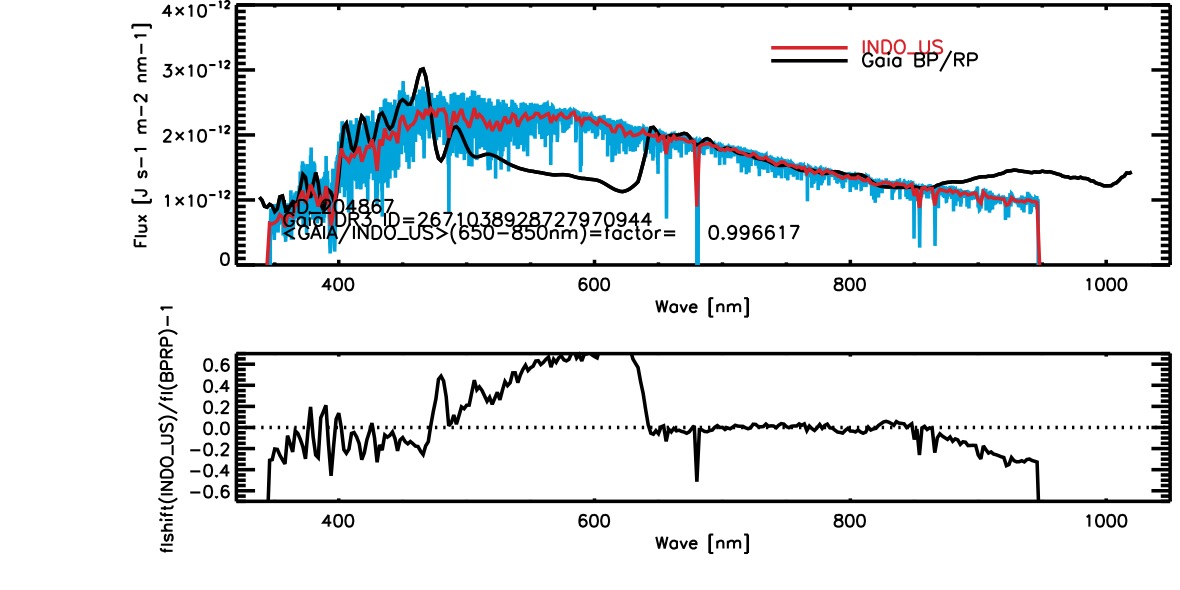 4×10−12
3×10−12
2×10−12
1×10−12
0
Flux [J s−1 m−2 nm−1]
INDO_US
Gaia BP/RP
HD_204867
Gaia DR3 ID=2671038928727970944
<GAIA/INDO_US>(650−850nm)=factor= 0.996617
400 600 800 1000
Wave [nm]
flshift(INDO_US)/fl(BPRP)−1
0.6
0.4
0.2
0.0
−0.2
−0.4
−0.6
400 600 800 1000
Wave [nm]